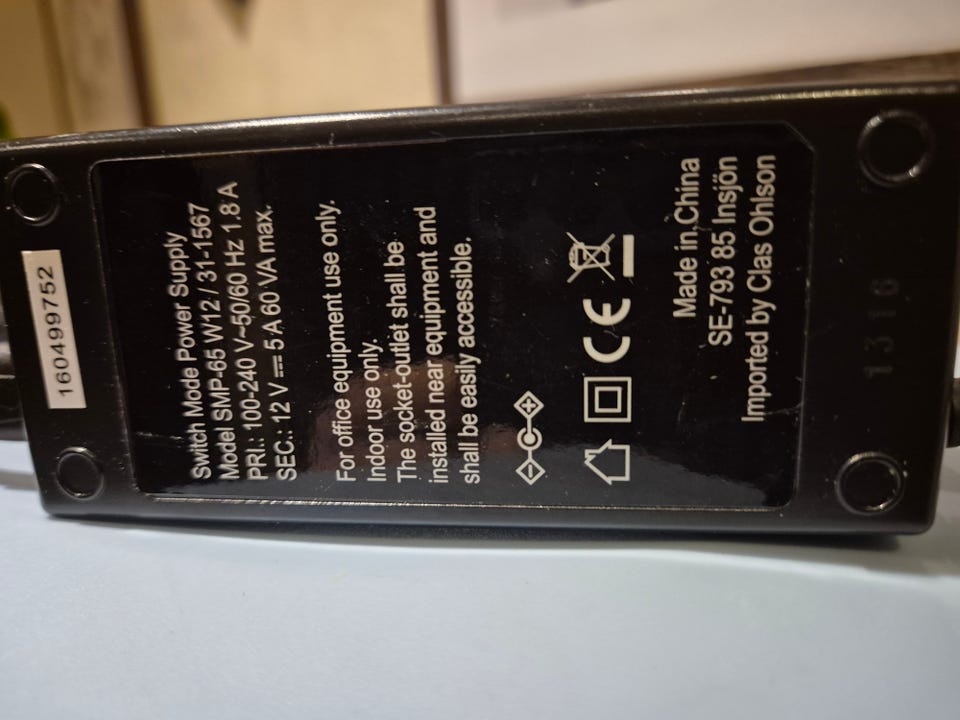 160499752
Switch Mode Power Supply
Model SMP-65 W12 / 31-1567
PRI.: 100-240 V~50/60 Hz 1.8 A
SEC.: 12 V ⎓ 5 A 60 VA max.
For office equipment use only.
Indoor use only.
The socket-outlet shall be
installed near equipment and
shall be easily accessible.
- +
CE
Made in China
SE-793 85 Insjön
Imported by Clas Ohlson
1316